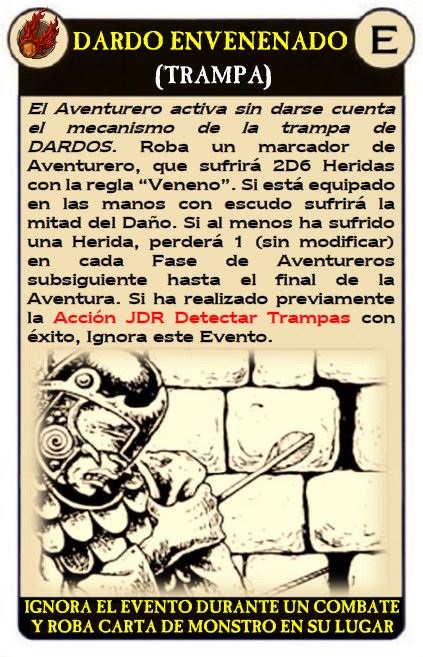 DARDO ENVENENADO
E
(TRAMPA)
El Aventurero activa sin darse cuenta
el mecanismo de la trampa de
DARDOS. Roba un marcador de
Aventurero, que sufrirá 2D6 Heridas
con la regla “Veneno”. Si está equipado
en las manos con escudo sufrirá la
mitad del Daño. Si al menos ha sufrido
una Herida, perderá 1 (sin modificar)
en cada Fase de Aventureros
subsiguiente hasta el final de la
Aventura. Si ha realizado previamente
la Acción JDR Detectar Trampas con
éxito, Ignora este Evento.
IGNORA EL EVENTO DURANTE UN COMBATE
Y ROBA CARTA DE MONSTRO EN SU LUGAR